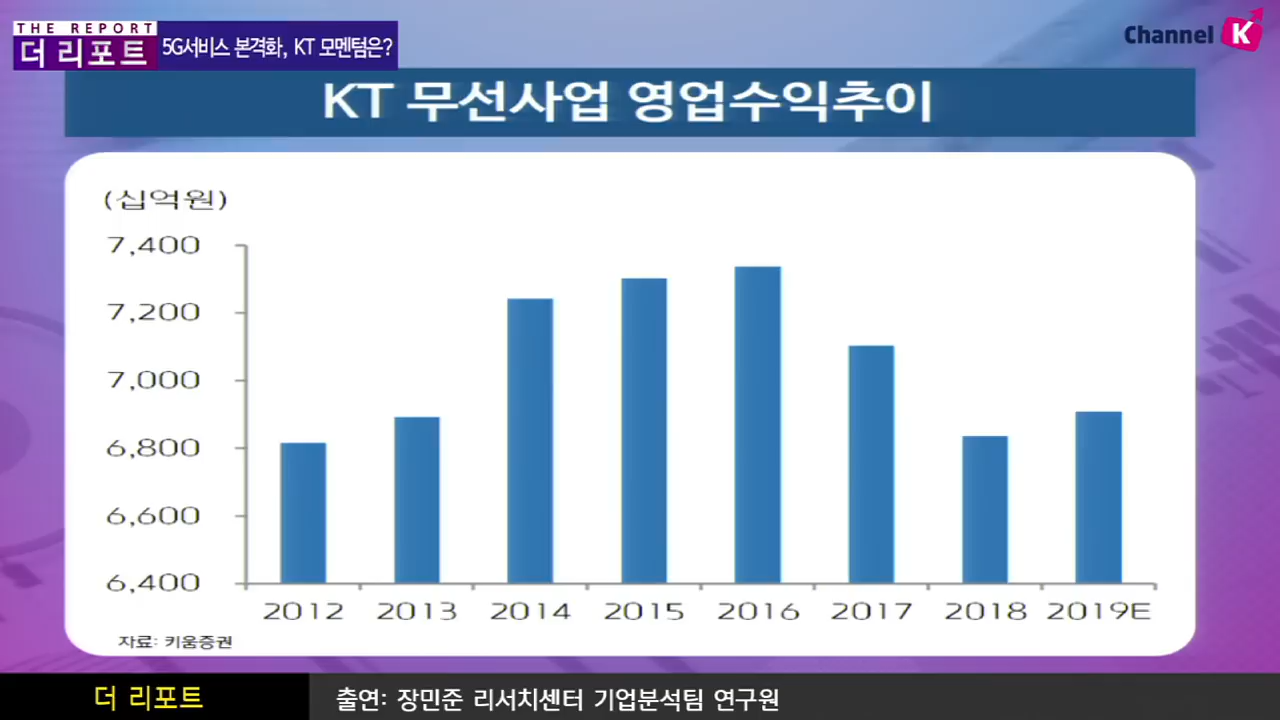 THE REPORT
더 리포트
5G서비스 본격화, KT 모멘텀은?
Channel K
KT 무선사업 영업수익추이
(십억원)
7,400
7,200
7,000
6,800
6,600
6,400
2012 2013 2014 2015 2016 2017 2018 2019E
자료: 키움증권
더 리포트
출연: 장민준 리서치센터 기업분석팀 연구원